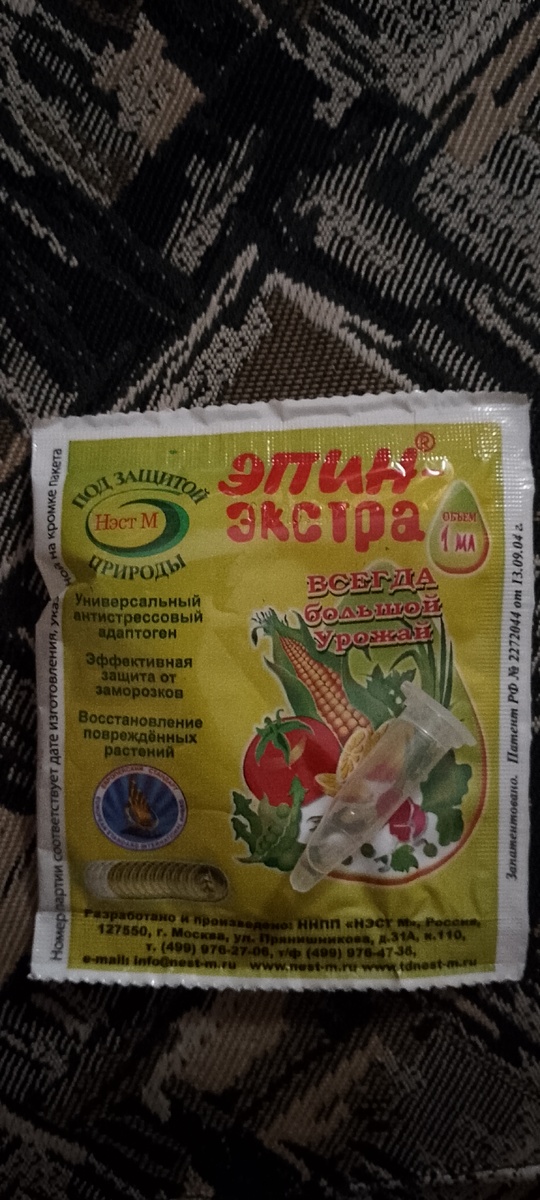 ЭПИН-®
экстра
ОБЪЕМ
1 МЛ
ПОД ЗАЩИТОЙ
Нэст М
ПРИРОДЫ
ВСЕГДА
большой
Урожай
Универсальный
антистрессовый
адаптоген
Эффективная
защита от
заморозков
Восстановление
повреждённых
растений
Разработано и произведено: ННПП «НЭСТ М», Россия,
127550, г. Москва, ул. Прянишникова, д.31А, к.110,
т. (499) 976-27-06, т/ф (499) 976-47-36,
e-mail: info@nest-m.ru www.nest-m.ru www.tdnest-m.ru
Номер партии соответствует дате изготовления, на кромке пакета
Запатентовано. Патент РФ № 2272044 от 13.09.04 г.